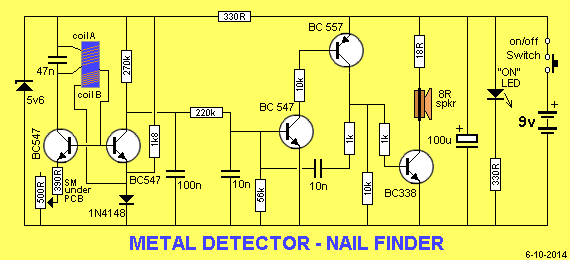 330R
BC 557
coil A
47n
coil B
5v6
270k
10k
18R
on/off
Switch
"ON"
LED
8R
spkr
9v
220k
BC 547
BC547
1k8
1k
1k
100u
500R
390R
SM
under
PCB
BC547
1N4148
100n
10n
56k
10n
10k
BC338
330R
METAL DETECTOR - NAIL FINDER
6-10-2014